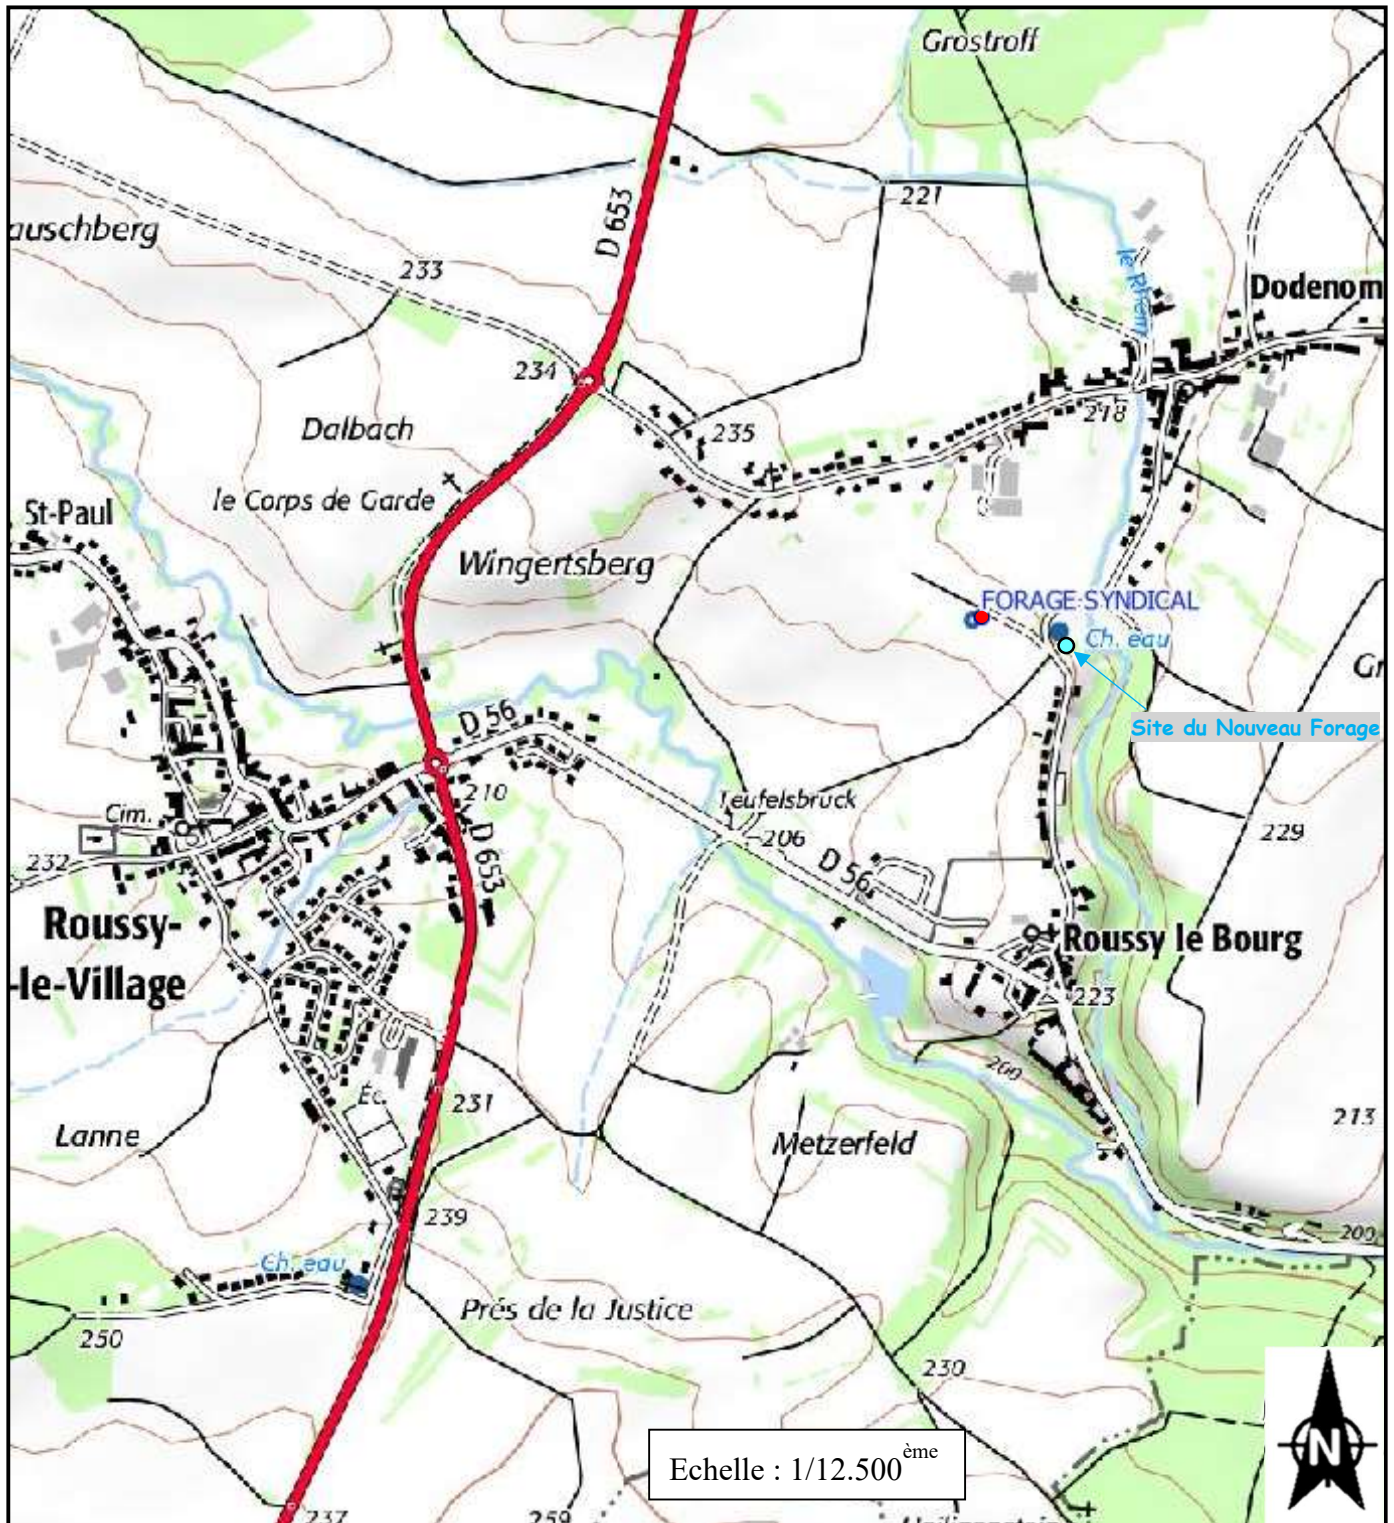 Grostroff
D 653
221
auschberg
le Rhem
233
Dodenom
234
218
Dalbach
235
le Corps de Garde
St-Paul
Wingertsberg
FORAGE SYNDICAL
Ch. eau
Gr
Site du Nouveau Forage
D 56
210
Teufelsbruck
Cim.
206
229
232
D 653
D 56
Roussy-
-le-Village
Roussy le Bourg
223
200
Éc.
231
213
Lanne
Metzerfeld
239
200
Ch. eau
Prés de la Justice
250
230
Echelle : 1/12.500ème
N
237
259